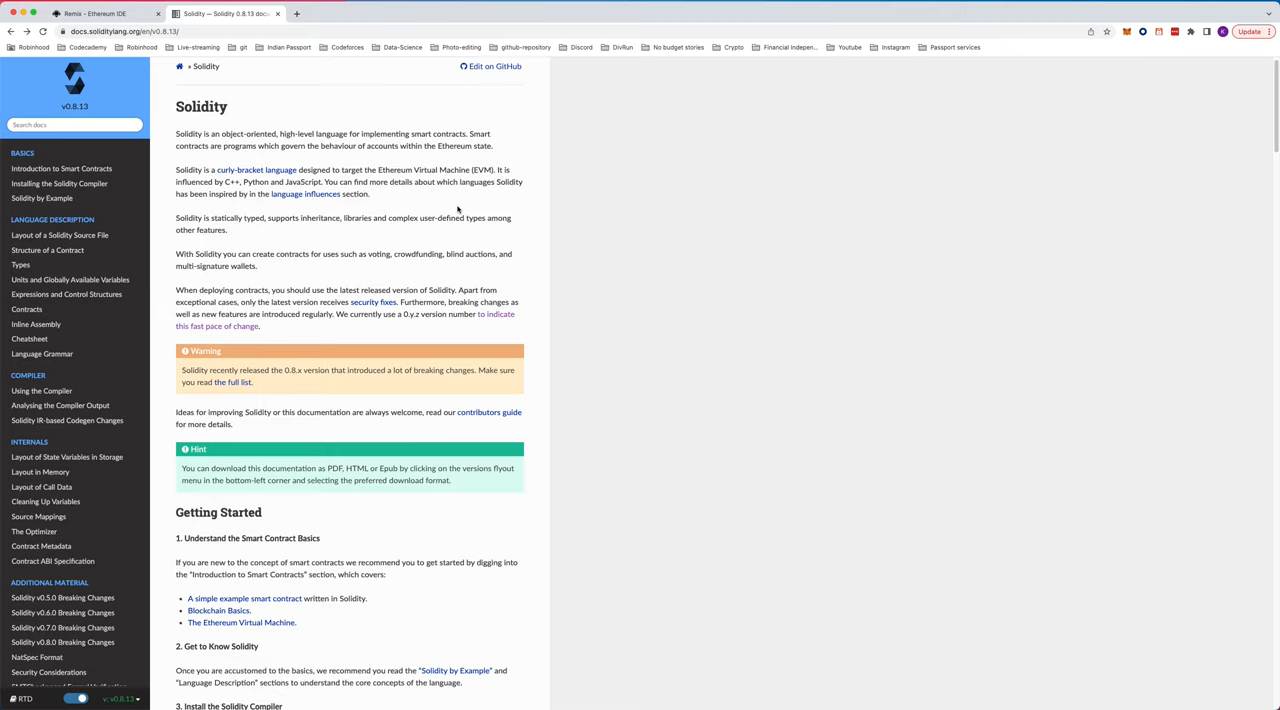 Remix - Ethereum IDE
Solidity — Solidity 0.8.13 docu
docs.soliditylang.org/en/v0.8.13/
K
Update
Robinhood
Codecademy
Robinhood
Live-streaming
git
Indian Passport
Codeforces
Data-Science
Photo-editing
github-repository
Discord
DivRun
No budget stories
Crypto
Financial Indepen...
Youtube
Instagram
Passport services
v0.8.13
Search docs
BASICS
Introduction to Smart Contracts
Installing the Solidity Compiler
Solidity by Example
LANGUAGE DESCRIPTION
Layout of a Solidity Source File
Structure of a Contract
Types
Units and Globally Available Variables
Expressions and Control Structures
Contracts
Inline Assembly
Cheatsheet
Language Grammar
COMPILER
Using the Compiler
Analysing the Compiler Output
Solidity IR-based Codegen Changes
INTERNALS
Layout of State Variables in Storage
Layout in Memory
Layout of Call Data
Cleaning Up Variables
Source Mappings
The Optimizer
Contract Metadata
Contract ABI Specification
ADDITIONAL MATERIAL
Solidity v0.5.0 Breaking Changes
Solidity v0.6.0 Breaking Changes
Solidity v0.7.0 Breaking Changes
Solidity v0.8.0 Breaking Changes
NatSpec Format
Security Considerations
RTD
v: v0.8.13
» Solidity
Edit on GitHub
Solidity
Solidity is an object-oriented, high-level language for implementing smart contracts. Smart
contracts are programs which govern the behaviour of accounts within the Ethereum state.
Solidity is a curly-bracket language designed to target the Ethereum Virtual Machine (EVM). It is
influenced by C++, Python and JavaScript. You can find more details about which languages Solidity
has been inspired by in the language influences section.
Solidity is statically typed, supports inheritance, libraries and complex user-defined types among
other features.
With Solidity you can create contracts for uses such as voting, crowdfunding, blind auctions, and
multi-signature wallets.
When deploying contracts, you should use the latest released version of Solidity. Apart from
exceptional cases, only the latest version receives security fixes. Furthermore, breaking changes as
well as new features are introduced regularly. We currently use a 0.y.z version number to indicate
this fast pace of change.
Warning
Solidity recently released the 0.8.x version that introduced a lot of breaking changes. Make sure
you read the full list.
Ideas for improving Solidity or this documentation are always welcome, read our contributors guide
for more details.
Hint
You can download this documentation as PDF, HTML or Epub by clicking on the versions flyout
menu in the bottom-left corner and selecting the preferred download format.
Getting Started
1. Understand the Smart Contract Basics
If you are new to the concept of smart contracts we recommend you to get started by digging into
the "Introduction to Smart Contracts" section, which covers:
• A simple example smart contract written in Solidity.
• Blockchain Basics.
• The Ethereum Virtual Machine.
2. Get to Know Solidity
Once you are accustomed to the basics, we recommend you read the "Solidity by Example" and
"Language Description" sections to understand the core concepts of the language.
3. Install the Solidity Compiler